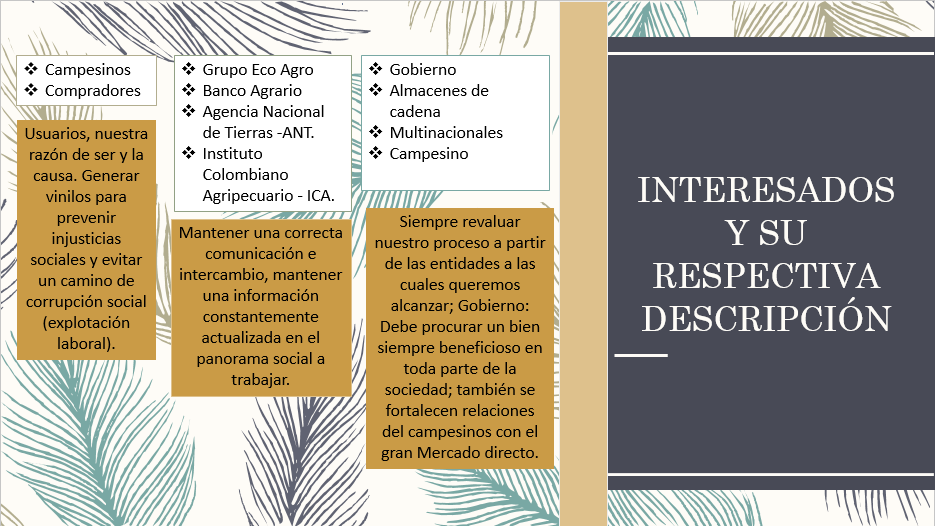 ❖ Campesinos
❖ Compradores
Usuarios, nuestra
razón de ser y la
causa. Generar
vinilos para
prevenir
injusticias
sociales y evitar
un camino de
corrupción social
(explotación
laboral).
❖ Grupo Eco Agro
❖ Banco Agrario
❖ Agencia Nacional
de Tierras -ANT.
❖ Instituto
Colombiano
Agripecuario - ICA.
Mantener una correcta
comunicación e
intercambio, mantener
una información
constantemente
actualizada en el
panorama social a
trabajar.
❖ Gobierno
❖ Almacenes de
cadena
❖ Multinacionales
❖ Campesino
Siempre revaluar
nuestro proceso a partir
de las entidades a las
cuales queremos
alcanzar; Gobierno:
Debe procurar un bien
siempre beneficioso en
toda parte de la
sociedad; también se
fortalecen relaciones
del campesinos con el
gran Mercado directo.
INTERESADOS
Y SU
RESPECTIVA
DESCRIPCIÓN